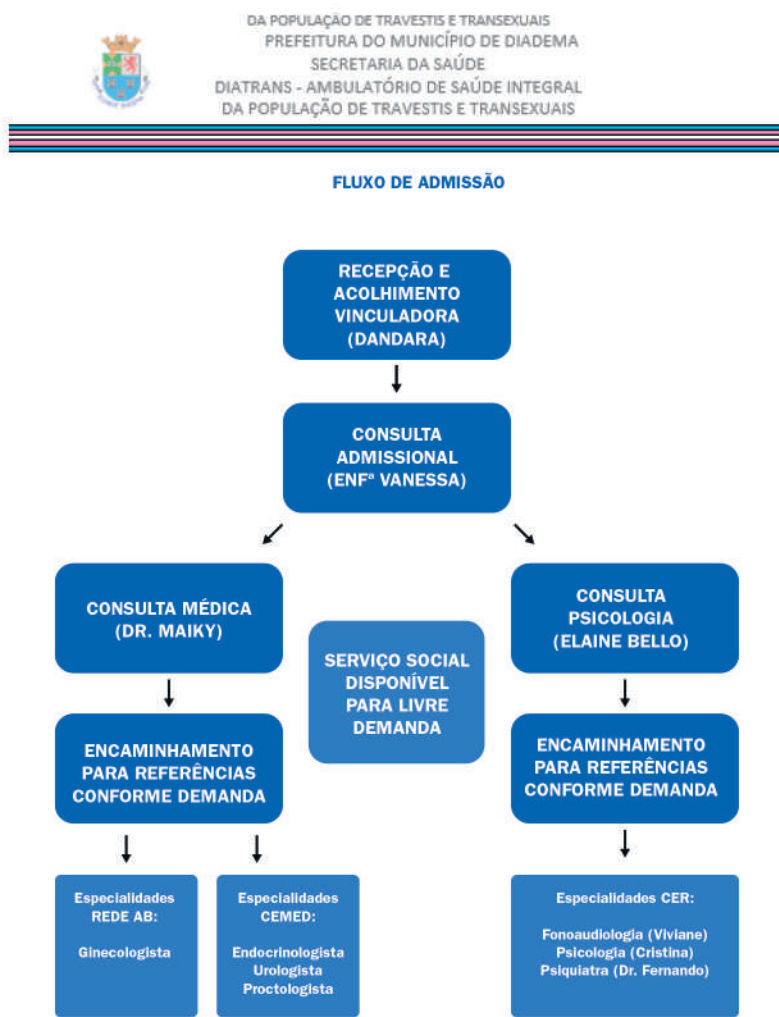 DA POPULAÇÃO DE TRAVESTIS E TRANSEXUAIS
PREFEITURA DO MUNICÍPIO DE DIADEMA
SECRETARIA DA SAÚDE
DIATRANS - AMBULATÓRIO DE SAÚDE INTEGRAL
DA POPULAÇÃO DE TRAVESTIS E TRANSEXUAIS
FLUXO DE ADMISSÃO
RECEPÇÃO E
ACOLHIMENTO
VINCULADORA
(DANDARA)
CONSULTA
ADMISSIONAL
(ENFª VANESSA)
CONSULTA MÉDICA
(DR. MAIKY)
SERVIÇO SOCIAL
DISPONÍVEL
PARA LIVRE
DEMANDA
CONSULTA
PSICOLOGIA
(ELAINE BELLO)
ENCAMINHAMENTO
PARA REFERÊNCIAS
CONFORME DEMANDA
ENCAMINHAMENTO
PARA REFERÊNCIAS
CONFORME DEMANDA
Especialidades
REDE AB:
Ginecologista
Especialidades
CEMED:
Endocrinologista
Urologista
Proctologista
Especialidades CER:
Fonoaudiologia (Viviane)
Psicologia (Cristina)
Psiquiatra (Dr. Fernando)